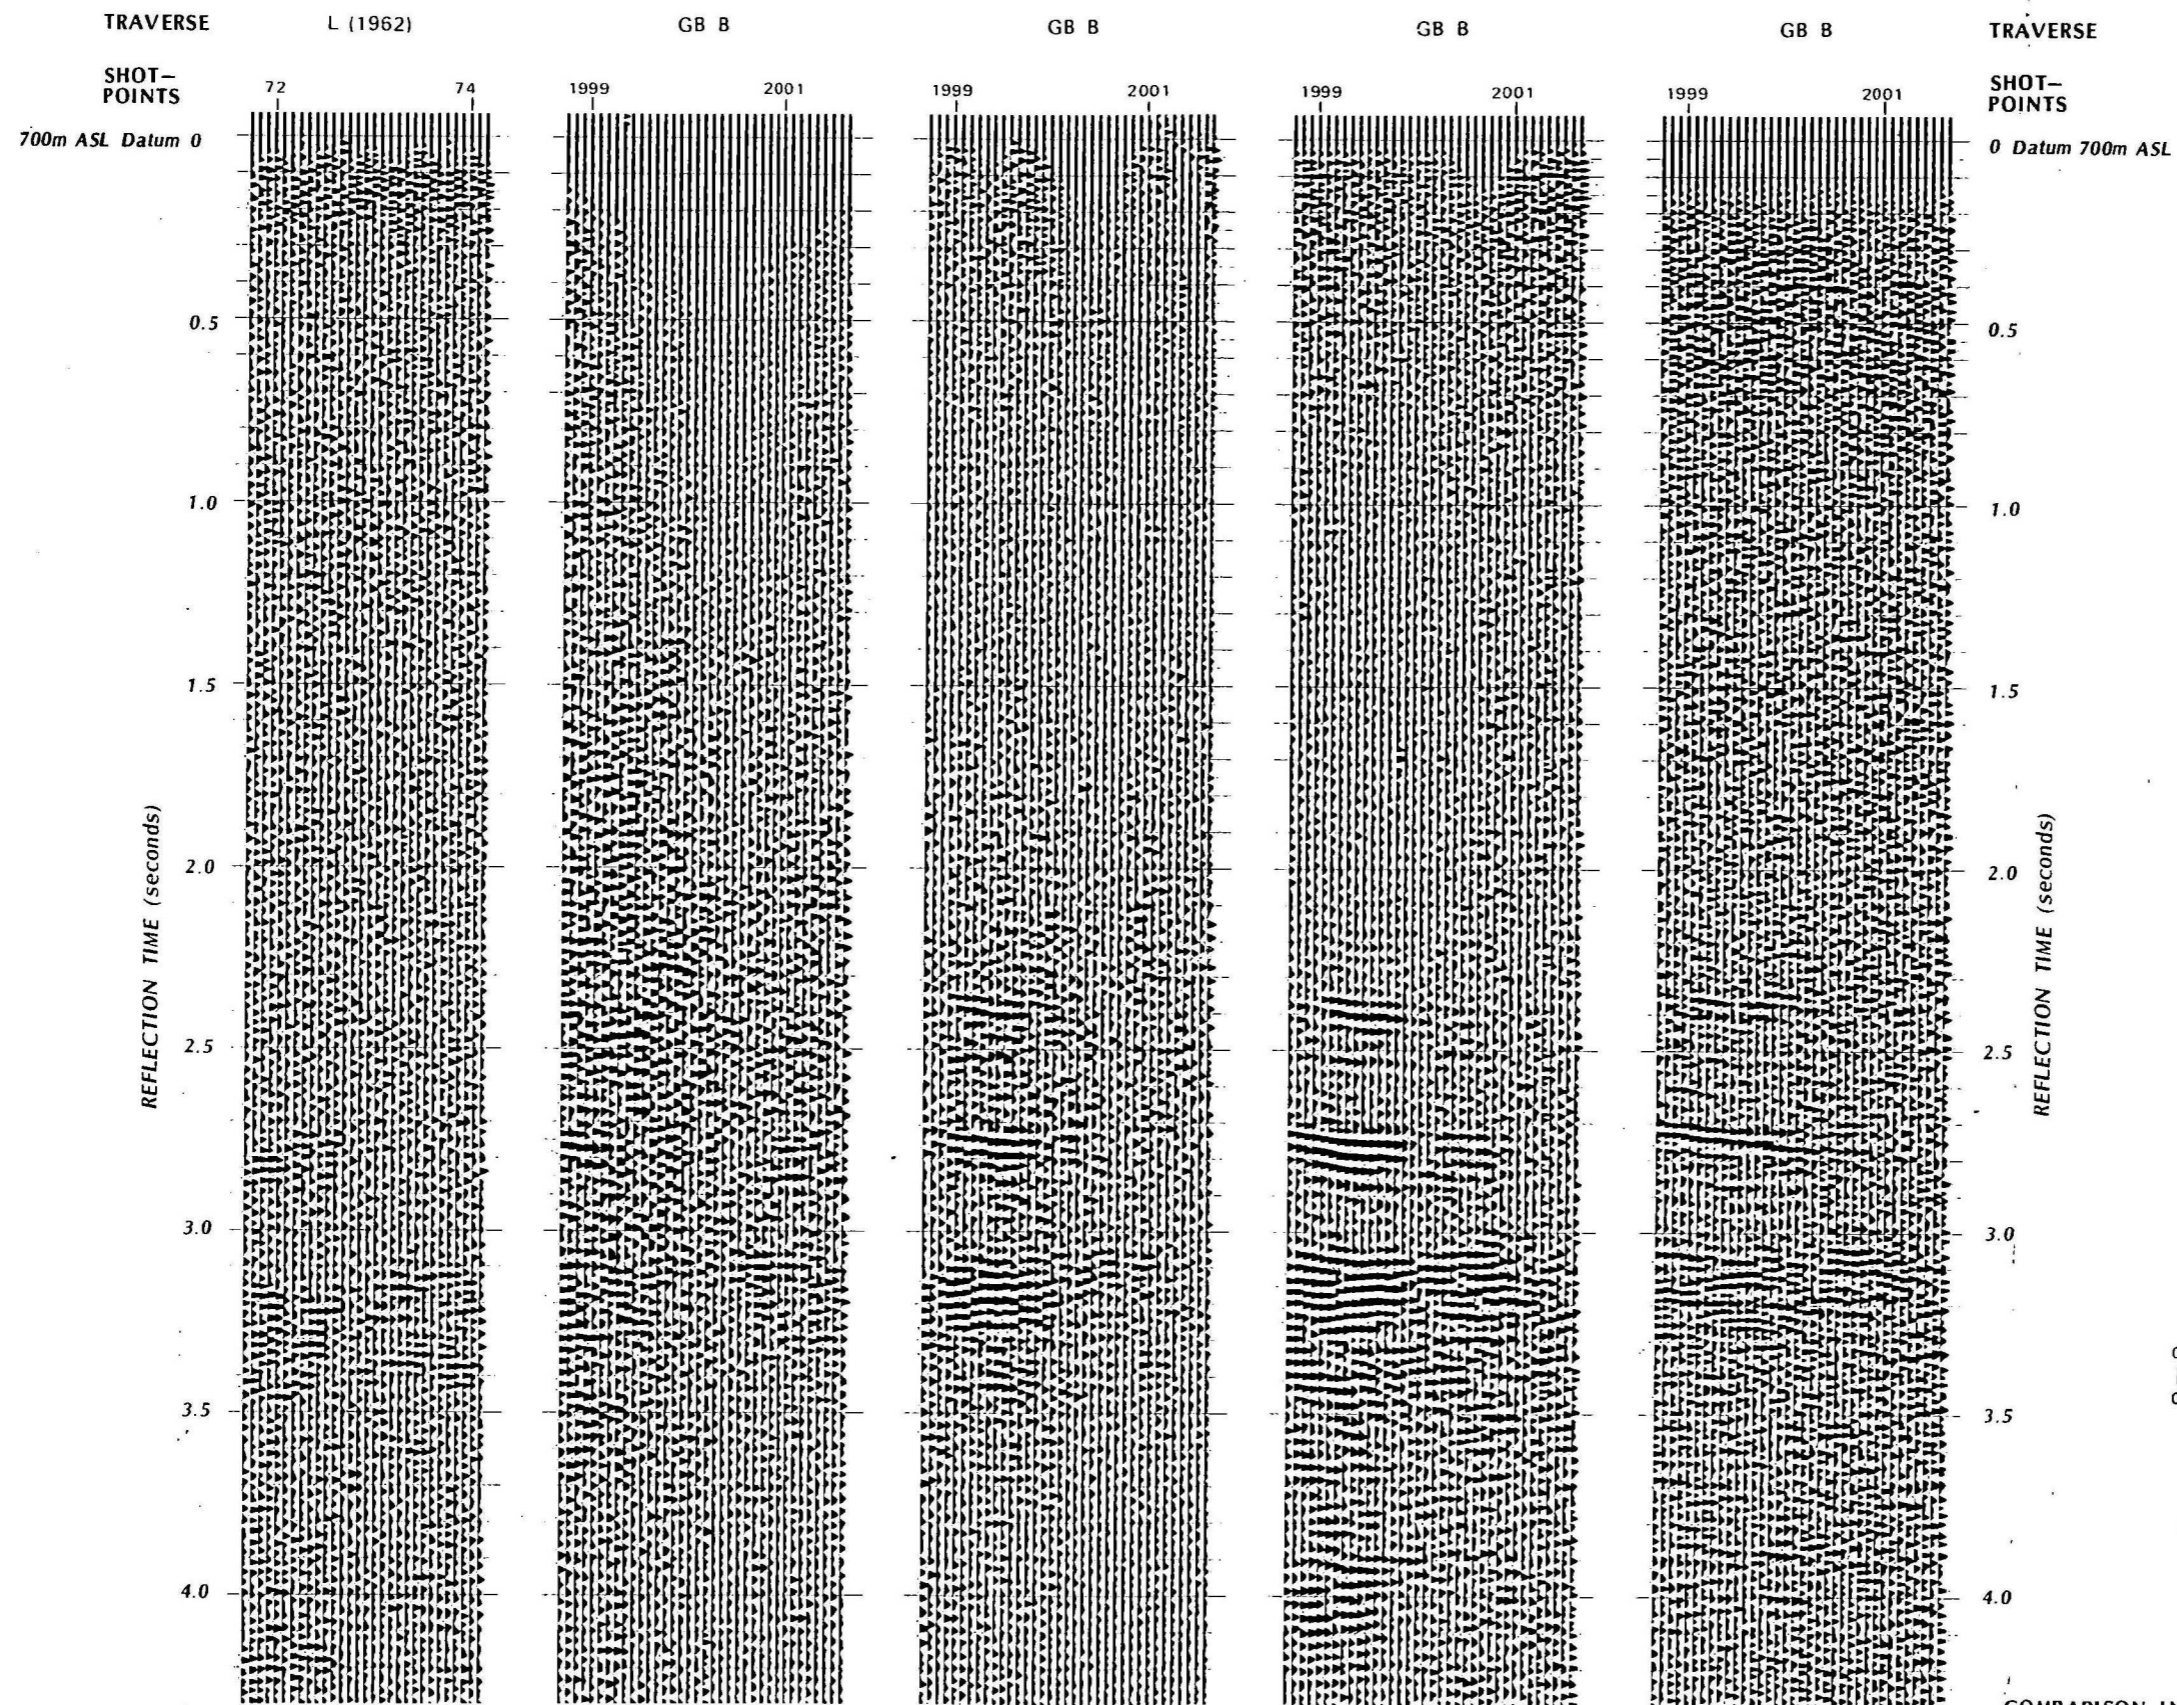 TRAVERSE L (1962) GB B GB B GB B GB B TRAVERSE
SHOT–
POINTS
72 74 1999 2001 1999 2001 1999 2001 1999 2001
SHOT–
POINTS
700m ASL Datum 0
0 Datum 700m ASL
0.5
1.0
1.5
2.0
2.5
3.0
3.5
4.0
REFLECTION TIME (seconds)
0.5
1.0
1.5
2.0
2.5
3.0
3.5
4.0
REFLECTION TIME (seconds)